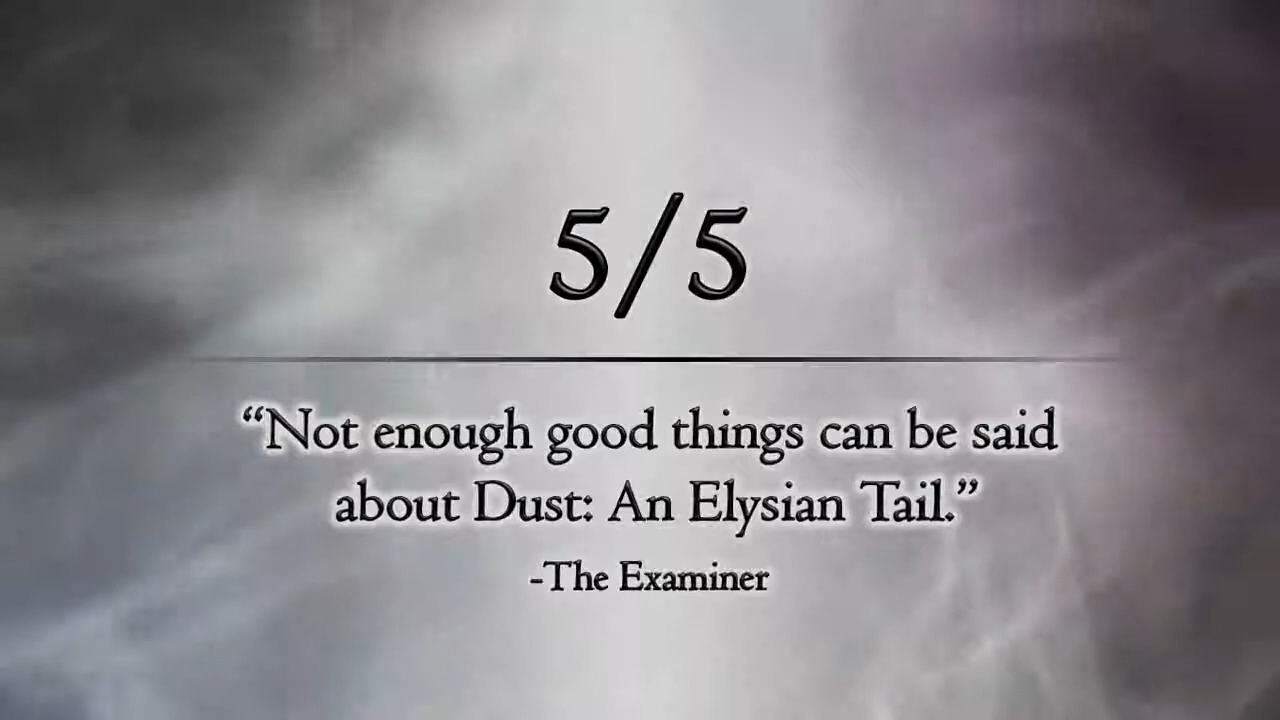 5/5
“Not enough good things can be said
about Dust: An Elysian Tail.”
-The Examiner